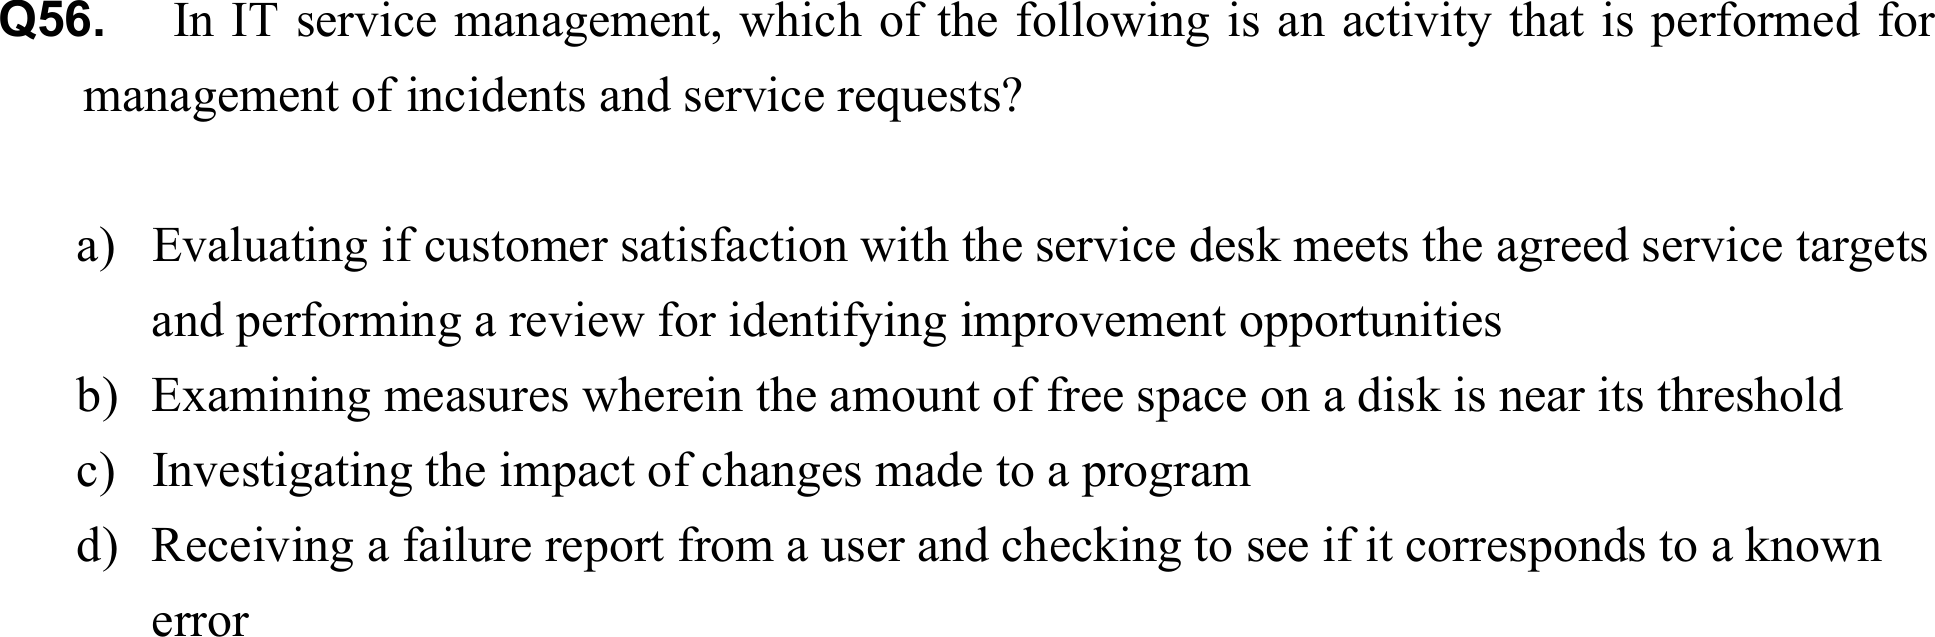 Q56. In IT service management, which of the following is an activity that is performed for
management of incidents and service requests?
a) Evaluating if customer satisfaction with the service desk meets the agreed service targets
and performing a review for identifying improvement opportunities
b) Examining measures wherein the amount of free space on a disk is near its threshold
c) Investigating the impact of changes made to a program
d) Receiving a failure report from a user and checking to see if it corresponds to a known
error